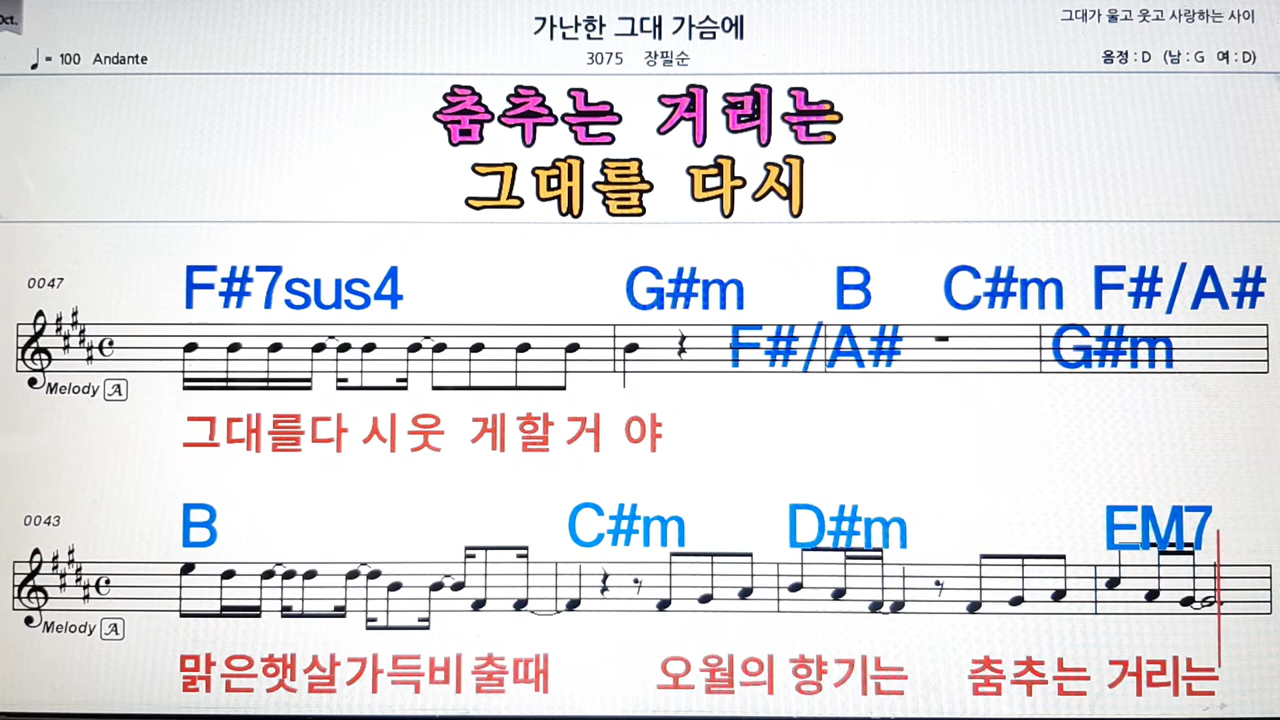 Oct.
가난한 그대 가슴에
그대가 울고 웃고 사랑하는 사이
♩= 100 Andante
3075 장필순
음정 : D (남 : G 여 : D)
춤추는 거리는
그대를 다시
0047
F#7sus4 G#m B C#m F#/A#
F#/A# G#m
Melody A
그대를다 시웃 게할거 야
0043
B C#m D#m EM7
Melody A
맑은햇살가득비출때 오월의 향기는 춤추는 거리는